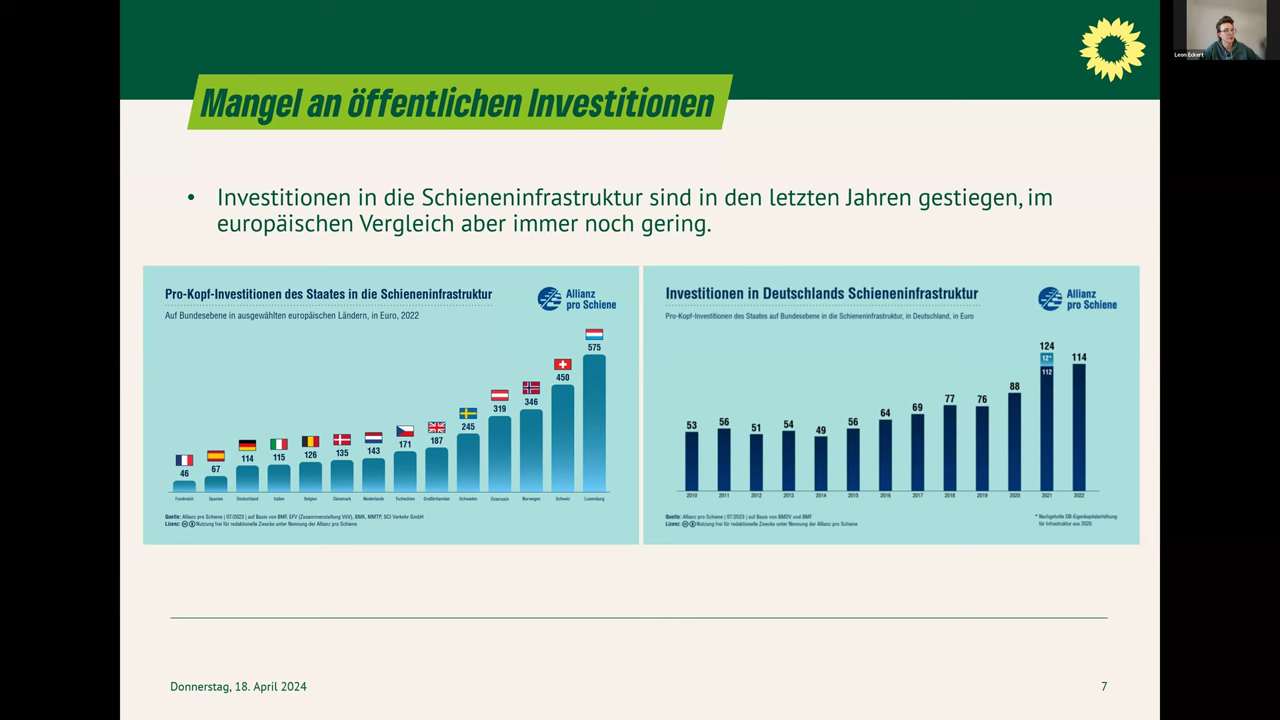 Leon Eckert
Mangel an öffentlichen Investitionen
• Investitionen in die Schieneninfrastruktur sind in den letzten Jahren gestiegen, im
europäischen Vergleich aber immer noch gering.
Pro-Kopf-Investitionen des Staates in die Schieneninfrastruktur
Auf Bundesebene in ausgewählten europäischen Ländern, in Euro, 2022
Allianz
pro Schiene
46
67
114
115
126
135
143
171
187
245
319
346
450
575
Frankreich
Spanien
Deutschland
Italien
Belgien
Dänemark
Niederlande
Tschechien
Großbritannien
Schweden
Österreich
Norwegen
Schweiz
Luxemburg
Quelle: Allianz pro Schiene | 07/2023 | auf Basis von BMF, EFV (Zusammenstellung VöV), BMK, MMTP, SCI Verkehr GmbH
Lizenz: Nutzung frei für redaktionelle Zwecke unter Nennung der Allianz pro Schiene
Investitionen in Deutschlands Schieneninfrastruktur
Pro-Kopf-Investitionen des Staates auf Bundesebene in die Schieneninfrastruktur, in Deutschland, in Euro
Allianz
pro Schiene
53
56
51
54
49
56
64
69
77
76
88
124
12*
112
114
2010
2011
2012
2013
2014
2015
2016
2017
2018
2019
2020
2021
2022
Quelle: Allianz pro Schiene | 07/2023 | auf Basis von BMDV und BMF
Lizenz: Nutzung frei für redaktionelle Zwecke unter Nennung der Allianz pro Schiene
* Nachgeholte DB-Eigenkapitalerhöhung
für Infrastruktur aus 2020
Donnerstag, 18. April 2024
7